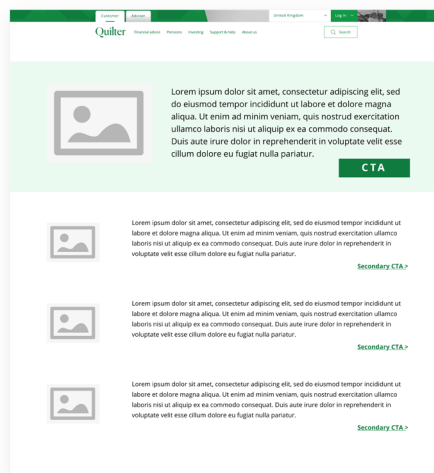 Customer Adviser United Kingdom Log in
Quilter Financial advice Pensions Investing Support & help About us Search
Lorem ipsum dolor sit amet, consectetur adipiscing elit, sed
do eiusmod tempor incididunt ut labore et dolore magna
aliqua. Ut enim ad minim veniam, quis nostrud exercitation
ullamco laboris nisi ut aliquip ex ea commodo consequat.
Duis aute irure dolor in reprehenderit in voluptate velit esse
cillum dolore eu fugiat nulla pariatur.
CTA
Lorem ipsum dolor sit amet, consectetur adipiscing elit, sed do eiusmod tempor incididunt ut
labore et dolore magna aliqua. Ut enim ad minim veniam, quis nostrud exercitation ullamco
laboris nisi ut aliquip ex ea commodo consequat. Duis aute irure dolor in reprehenderit in
voluptate velit esse cillum dolore eu fugiat nulla pariatur.
Secondary CTA >
Lorem ipsum dolor sit amet, consectetur adipiscing elit, sed do eiusmod tempor incididunt ut
labore et dolore magna aliqua. Ut enim ad minim veniam, quis nostrud exercitation ullamco
laboris nisi ut aliquip ex ea commodo consequat. Duis aute irure dolor in reprehenderit in
voluptate velit esse cillum dolore eu fugiat nulla pariatur.
Secondary CTA >
Lorem ipsum dolor sit amet, consectetur adipiscing elit, sed do eiusmod tempor incididunt ut
labore et dolore magna aliqua. Ut enim ad minim veniam, quis nostrud exercitation ullamco
laboris nisi ut aliquip ex ea commodo consequat. Duis aute irure dolor in reprehenderit in
voluptate velit esse cillum dolore eu fugiat nulla pariatur.
Secondary CTA >